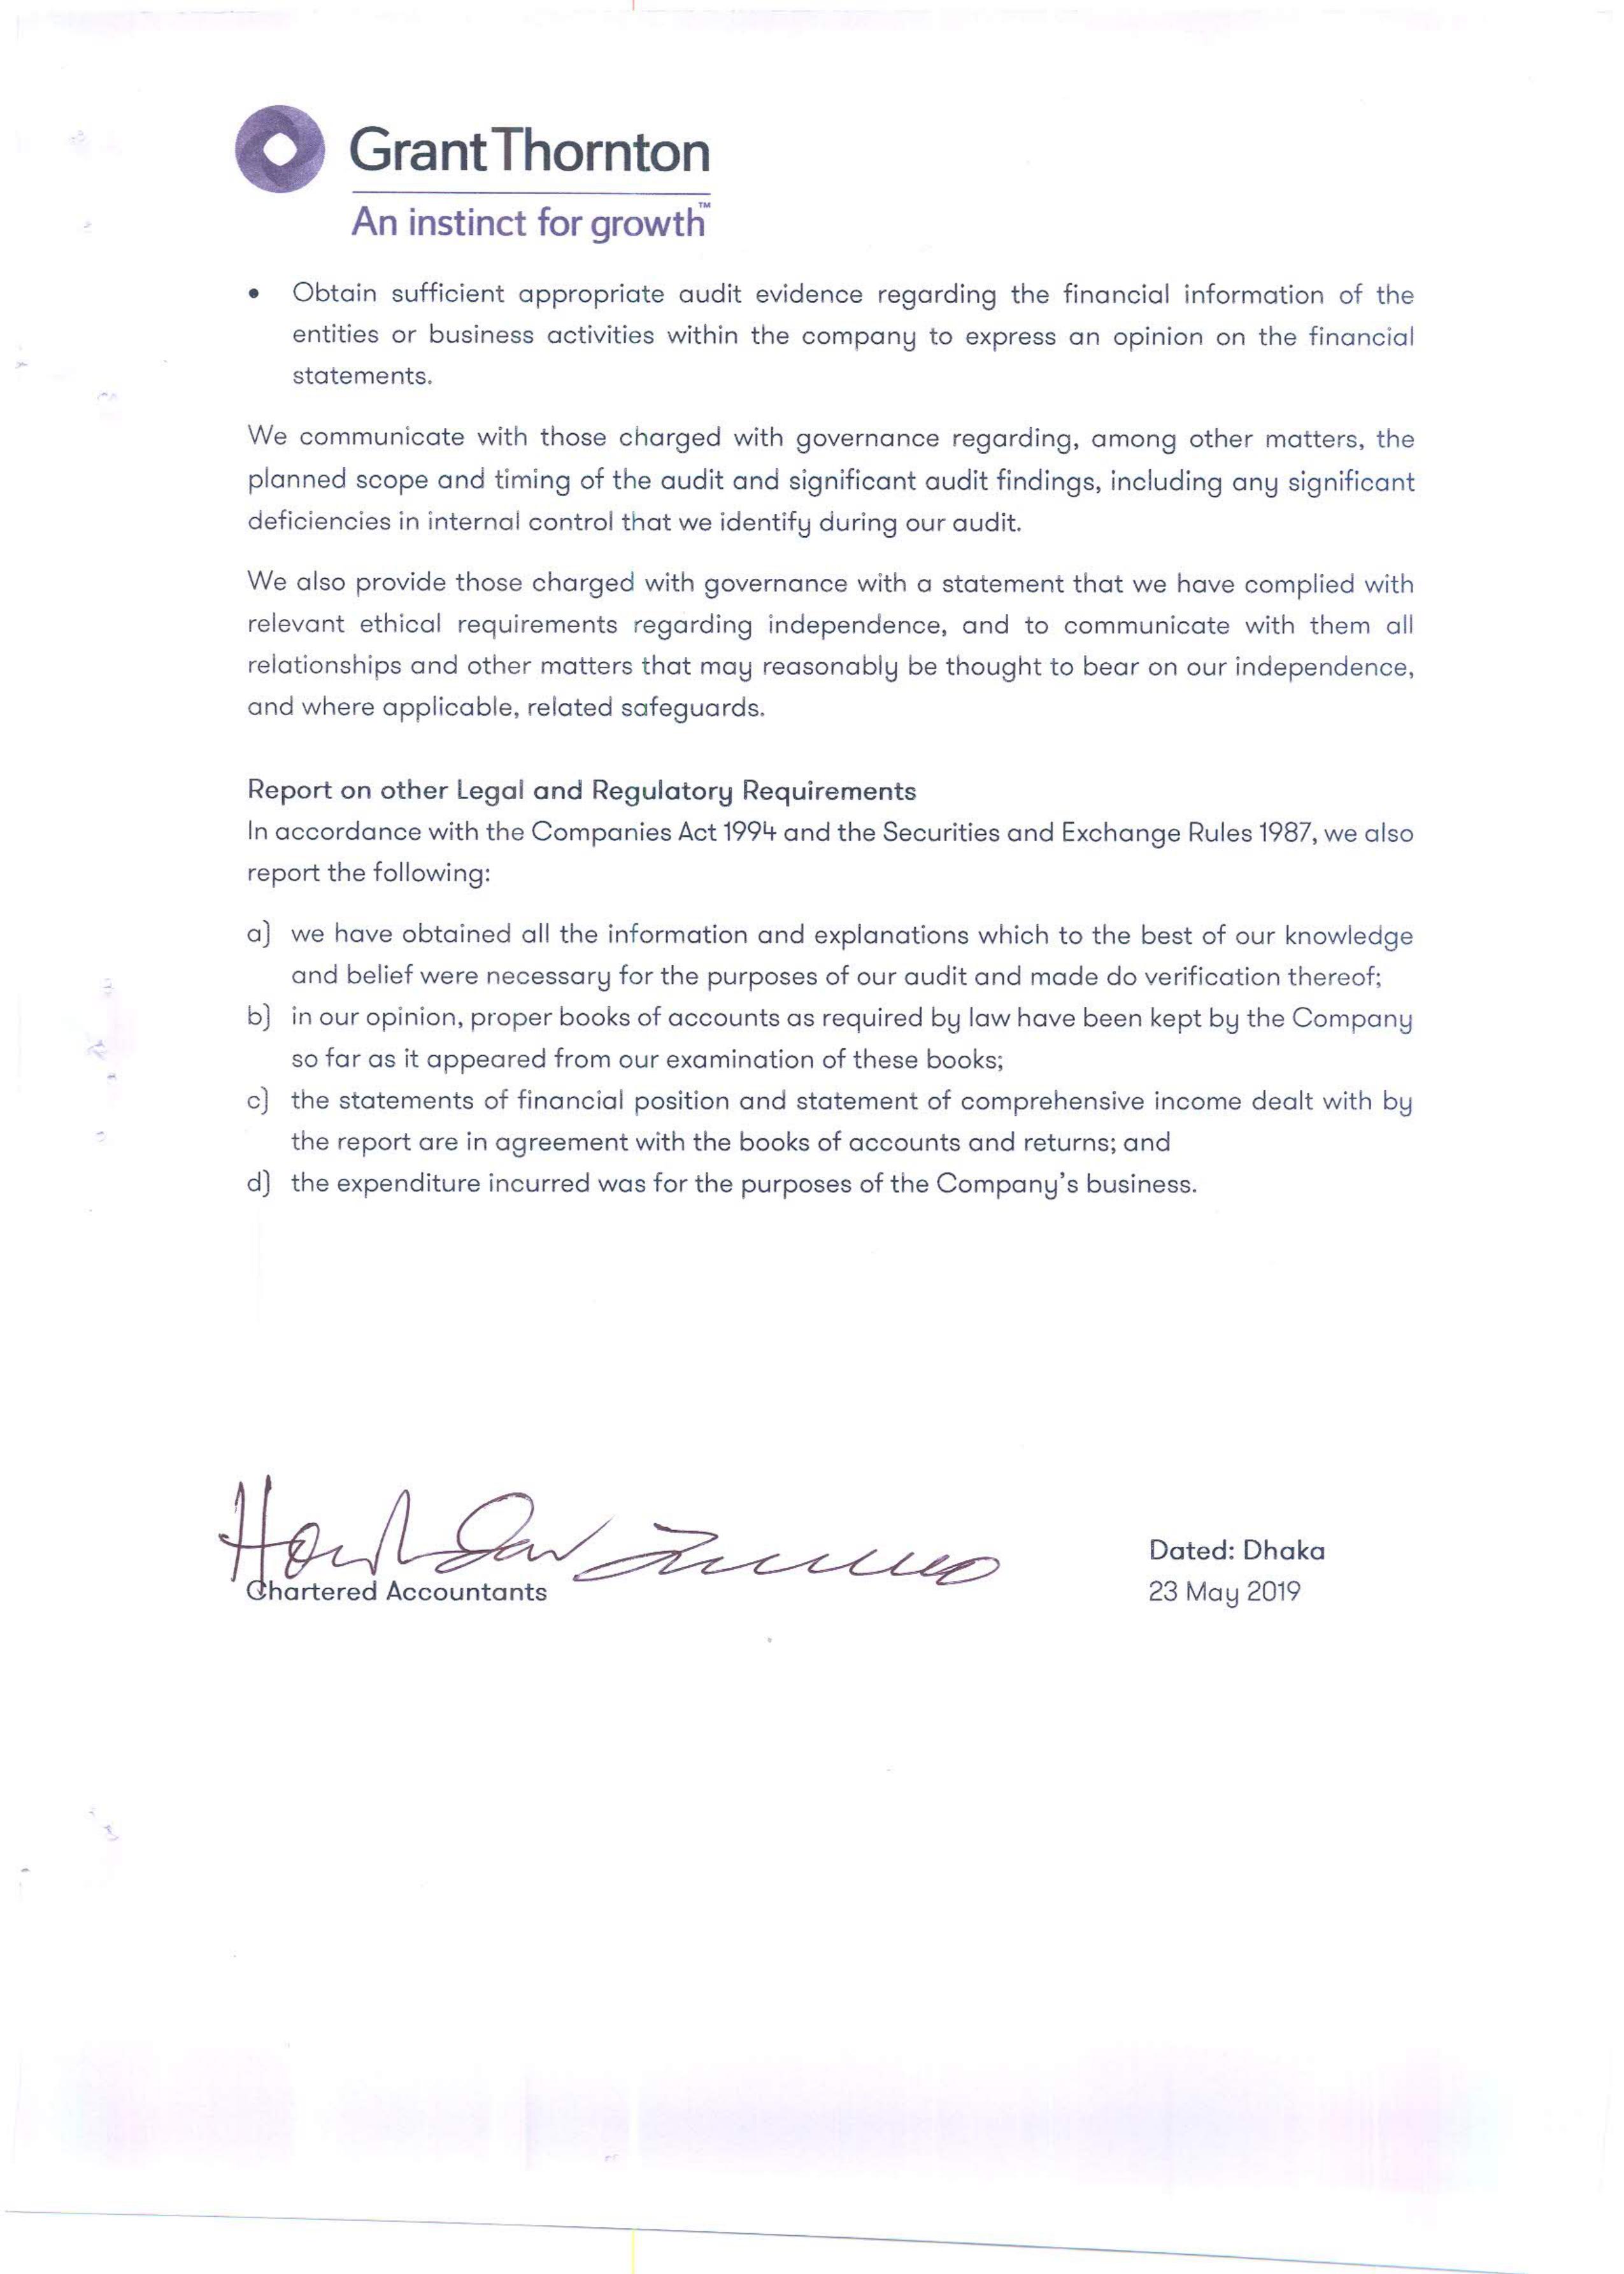 Grant Thornton
An instinct for growth™
• Obtain sufficient appropriate audit evidence regarding the financial information of the
entities or business activities within the company to express an opinion on the financial
statements.
We communicate with those charged with governance regarding, among other matters, the
planned scope and timing of the audit and significant audit findings, including any significant
deficiencies in internal control that we identify during our audit.
We also provide those charged with governance with a statement that we have complied with
relevant ethical requirements regarding independence, and to communicate with them all
relationships and other matters that may reasonably be thought to bear on our independence,
and where applicable, related safeguards.
Report on other Legal and Regulatory Requirements
In accordance with the Companies Act 1994 and the Securities and Exchange Rules 1987, we also
report the following:
a) we have obtained all the information and explanations which to the best of our knowledge
and belief were necessary for the purposes of our audit and made do verification thereof;
b) in our opinion, proper books of accounts as required by law have been kept by the Company
so far as it appeared from our examination of these books;
c) the statements of financial position and statement of comprehensive income dealt with by
the report are in agreement with the books of accounts and returns; and
d) the expenditure incurred was for the purposes of the Company's business.
Chartered Accountants
Dated: Dhaka
23 May 2019